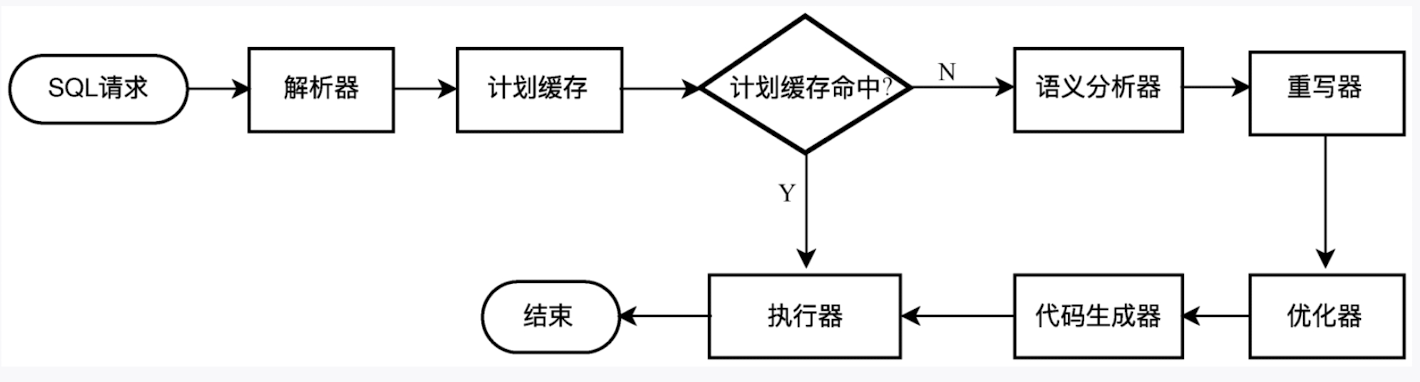 SQL请求
解析器
计划缓存
计划缓存命中?
N
语义分析器
重写器
Y
结束
执行器
代码生成器
优化器